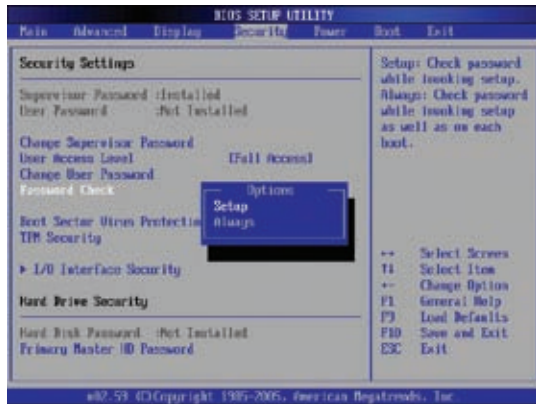 BIOS SETUP UTILITY
Main Advanced Display Security Power Boot Exit
Security Settings
Supervisor Password :Installed
User Password :Not Installed
Change Supervisor Password
User Access Level [Full Access]
Change User Password
Password Check
Boot Sector Virus Protectio
TPM Security
▶ I/O Interface Security
Hard Drive Security
Hard Disk Password :Not Installed
Primary Master HD Password
Options
Setup
Always
Setup: Check password
while invoking setup.
Always: Check password
while invoking setup
as well as on each
boot.
←→ Select Screen
↑↓ Select Item
+- Change Option
F1 General Help
F9 Load Defaults
F10 Save and Exit
ESC Exit
v02.59 (C)Copyright 1985-2005, American Megatrends, Inc.